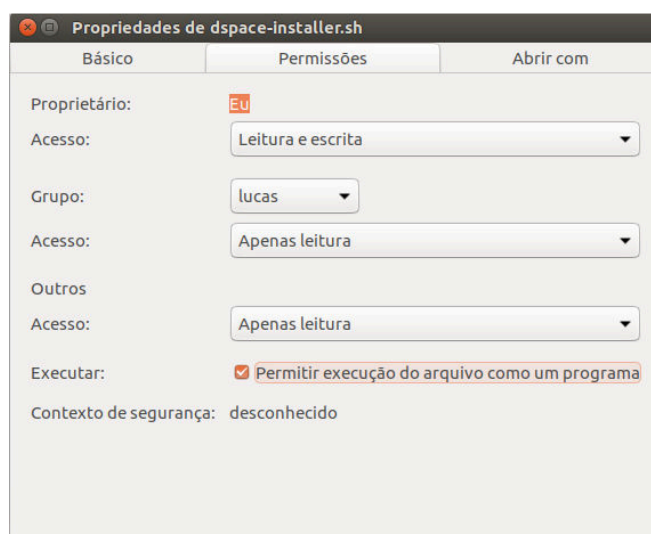 Propriedades de dspace-installer.sh
Básico Permissões Abrir com
Proprietário: Eu
Acesso: Leitura e escrita
Grupo: lucas
Acesso: Apenas leitura
Outros
Acesso: Apenas leitura
Executar: Permitir execução do arquivo como um programa
Contexto de segurança: desconhecido